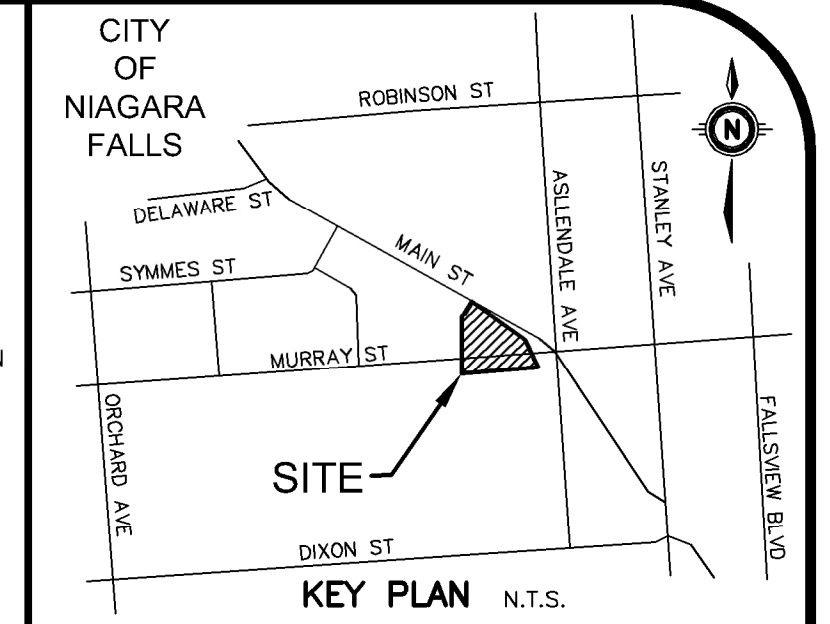 CITY
OF
NIAGARA
FALLS
ROBINSON ST
N
DELAWARE ST
ASLLENDALE AVE
STANLEY AVE
MAIN ST
SYMMES ST
MURRAY ST
N
ORCHARD AVE
FALLSVIEW BLVD
SITE
DIXON ST
KEY PLAN N.T.S.